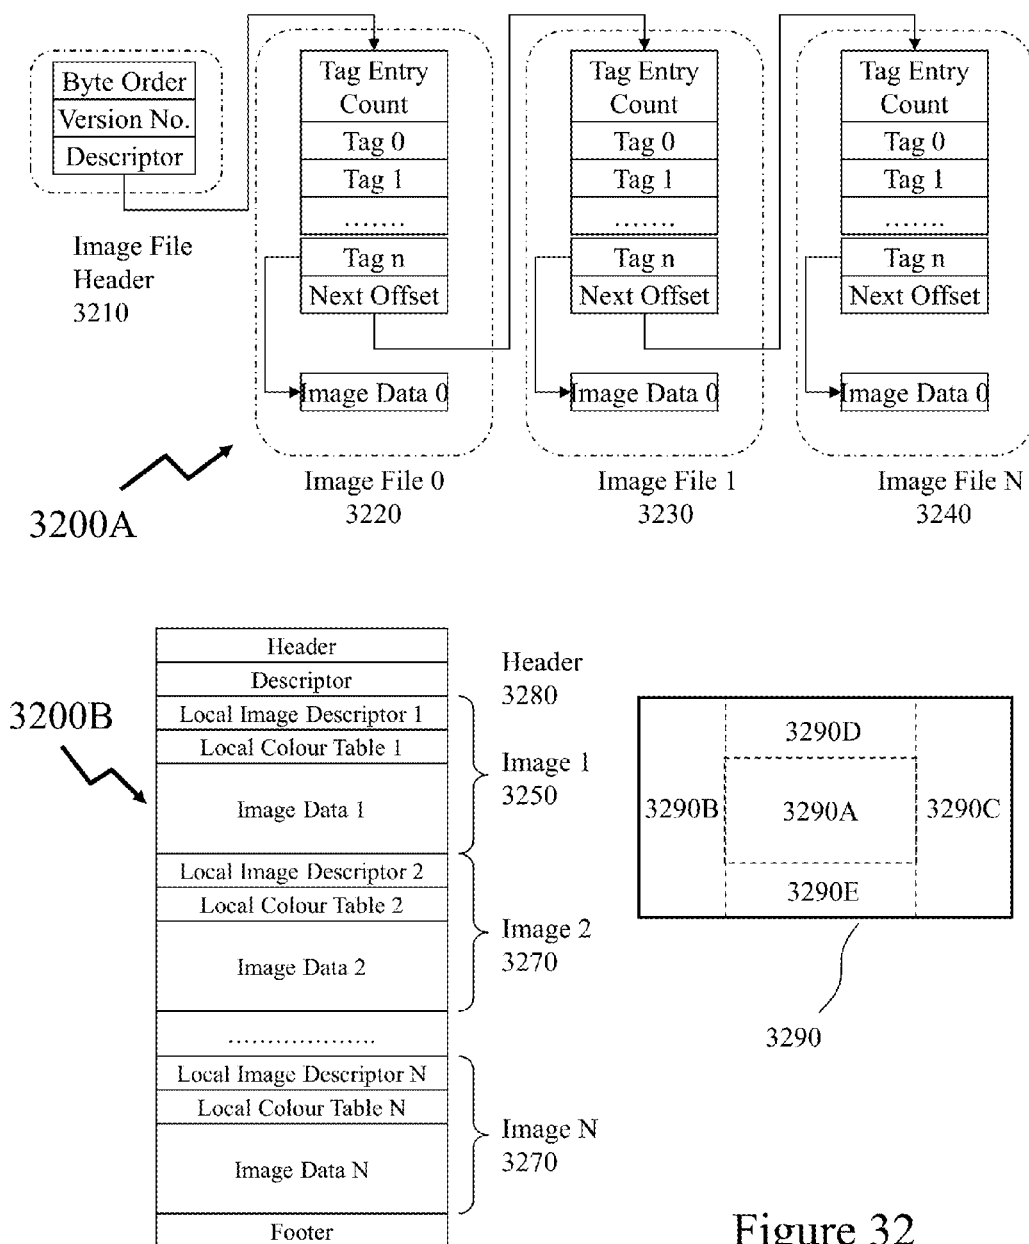 Byte Order
Version No.
Descriptor
Image File
Header
3210
Tag Entry
Count
Tag 0
Tag 1
.......
Tag n
Next Offset
Image Data 0
Image File 0
3220
Tag Entry
Count
Tag 0
Tag 1
.......
Tag n
Next Offset
Image Data 0
Image File 1
3230
Tag Entry
Count
Tag 0
Tag 1
.......
Tag n
Next Offset
Image Data 0
Image File N
3240
3200A
3200B
Header
Descriptor
Local Image Descriptor 1
Local Colour Table 1
Image Data 1
Local Image Descriptor 2
Local Colour Table 2
Image Data 2
..................
Local Image Descriptor N
Local Colour Table N
Image Data N
Footer
Header
3280
Image 1
3250
Image 2
3270
Image N
3270
3290D
3290B
3290A
3290C
3290E
3290
Figure 32